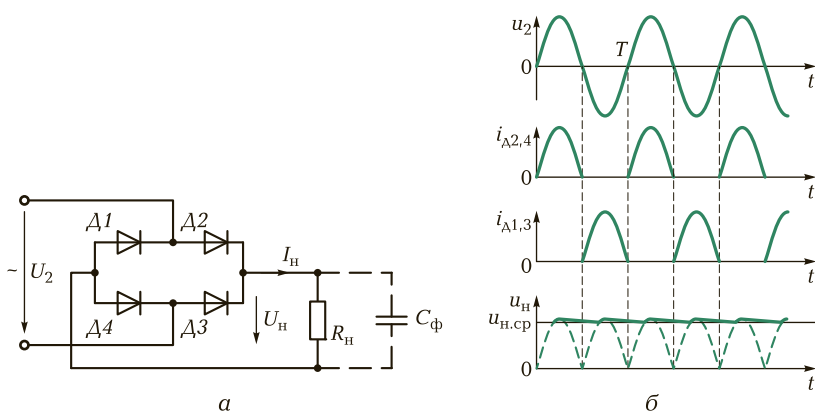 Д1
Д2
~
U2
Iн
Д4
Д3
Uн
Rн
Cф
а
u2
T
0
t
iД2,4
0
t
iД1,3
0
t
uн
uн.ср
0
t
б